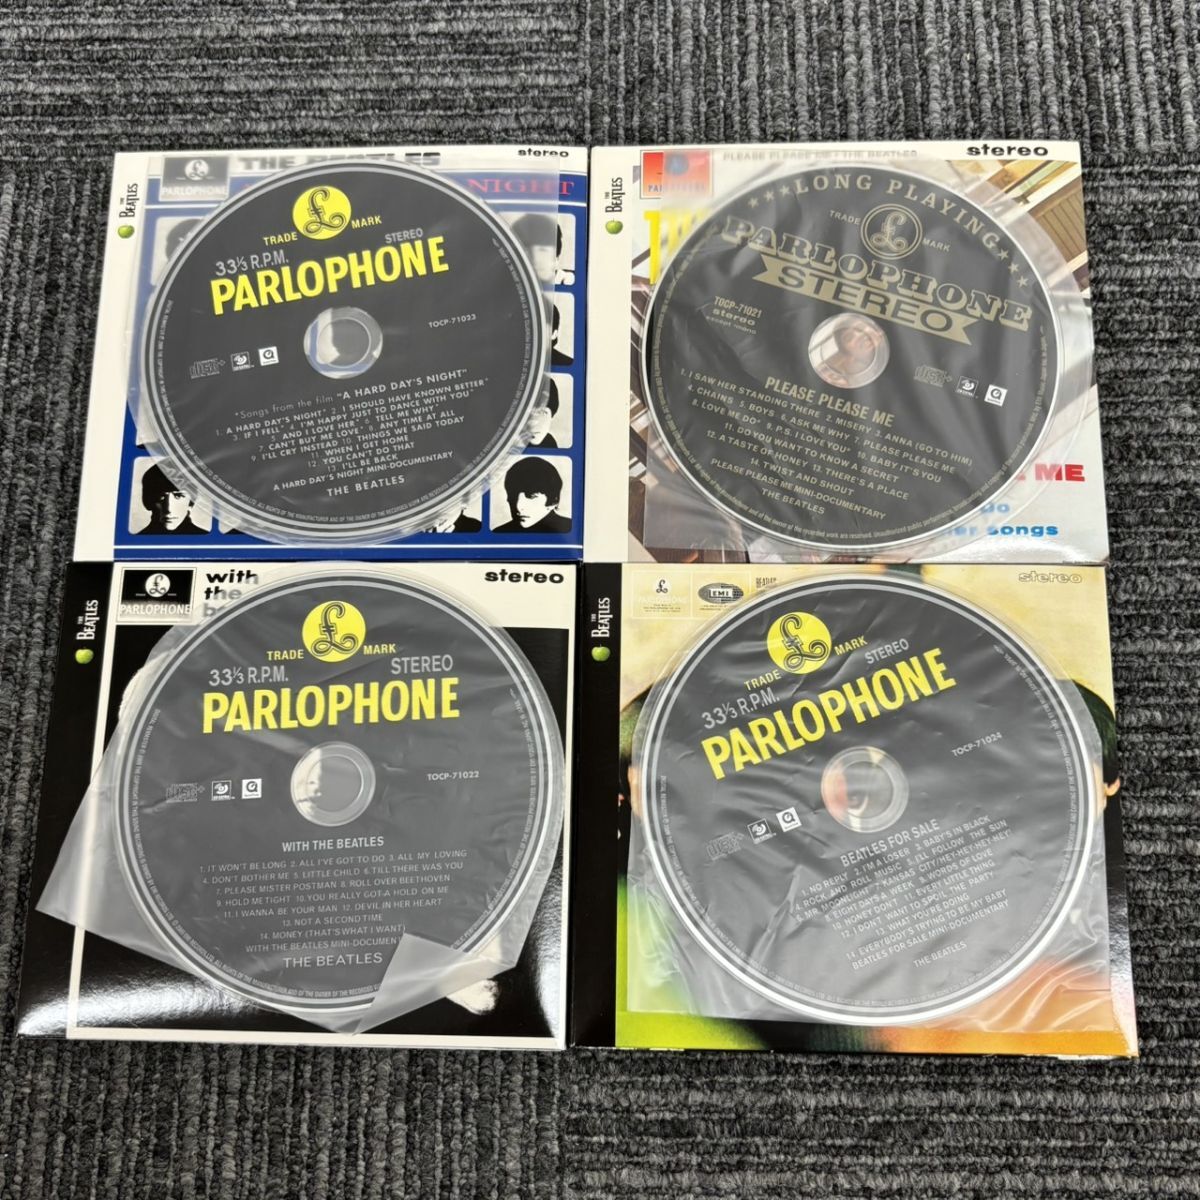 stereo
THE BEATLES
PARLOPHONE
THE BEATLES
NIGHT
TRADE MARK
33⅓ R.P.M. STEREO
PARLOPHONE
TOCP-71023
"Songs from the film "A HARD DAY'S NIGHT"
1. A HARD DAY'S NIGHT 2. I SHOULD HAVE KNOWN BETTER
3. IF I FELL 4. I'M HAPPY JUST TO DANCE WITH YOU
5. AND I LOVE HER 6. TELL ME WHY
7. CAN'T BUY ME LOVE 8. ANY TIME AT ALL
9. I'LL CRY INSTEAD 10. THINGS WE SAID TODAY
11. WHEN I GET HOME
12. YOU CAN'T DO THAT
13. I'LL BE BACK
A HARD DAY'S NIGHT MINI-DOCUMENTARY
THE BEATLES
PLEASE PLEASE ME · THE BEATLES
stereo
THE BEATLES
LONG PLAYING
TRADE MARK
PARLOPHONE
STEREO
TOCP-71021
stereo
except mono
PLEASE PLEASE ME
1. I SAW HER STANDING THERE 2. MISERY 3. ANNA (GO TO HIM)
4. CHAINS 5. BOYS 6. ASK ME WHY 7. PLEASE PLEASE ME
8. LOVE ME DO 9. P.S. I LOVE YOU 10. BABY IT'S YOU
11. DO YOU WANT TO KNOW A SECRET
12. A TASTE OF HONEY 13. THERE'S A PLACE
14. TWIST AND SHOUT
PLEASE PLEASE ME MINI-DOCUMENTARY
THE BEATLES
ME
songs
with
the
stereo
PARLOPHONE
THE BEATLES
TRADE MARK
33⅓ R.P.M. STEREO
PARLOPHONE
TOCP-71022
WITH THE BEATLES
1. IT WON'T BE LONG 2. ALL I'VE GOT TO DO 3. ALL MY LOVING
4. DON'T BOTHER ME 5. LITTLE CHILD 6. TILL THERE WAS YOU
7. PLEASE MISTER POSTMAN 8. ROLL OVER BEETHOVEN
9. HOLD ME TIGHT 10. YOU REALLY GOT A HOLD ON ME
11. I WANNA BE YOUR MAN 12. DEVIL IN HER HEART
13. NOT A SECOND TIME
14. MONEY (THAT'S WHAT I WANT)
WITH THE BEATLES MINI-DOCUMENT
THE BEATLES
PARLOPHONE
EMI
stereo
THE BEATLES
TRADE MARK
33⅓ R.P.M. STEREO
PARLOPHONE
TOCP-71024
BEATLES FOR SALE
1. NO REPLY 2. I'M A LOSER 3. BABY'S IN BLACK
4. ROCK AND ROLL MUSIC 5. I'LL FOLLOW THE SUN
6. MR. MOONLIGHT 7. KANSAS CITY/HEY-HEY-HEY-HEY!
8. EIGHT DAYS A WEEK 9. WORDS OF LOVE
10. HONEY DON'T 11. EVERY LITTLE THING
12. I DON'T WANT TO SPOIL THE PARTY
13. WHAT YOU'RE DOING
14. EVERYBODY'S TRYING TO BE MY BABY
BEATLES FOR SALE MINI-DOCUMENTARY
THE BEATLES